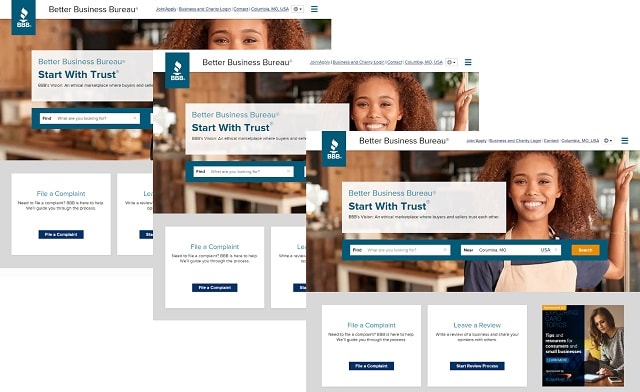 BBB.
Better Business Bureau®
Join/Apply | Business and Charity Login | Contact | Columbia, MO, USA
Better Business Bureau®
Start With Trust®
BBB's Vision: An ethical marketplace where buyers and sellers
Find What are you looking for?
File a Complaint
Need to file a complaint? BBB is here to help
We'll guide you through the process.
File a Complaint
Lea
Write a review
BBB.
Better Business Bureau®
Join/Apply | Business and Charity Login | Contact | Columbia, MO, USA
Better Business Bureau®
Start With Trust®
BBB's Vision: An ethical marketplace where buyers and sellers
Find What are you looking for?
File a Complaint
Need to file a complaint? BBB is here to help
We'll guide you through the process
File a Complaint
Le
Write a review
BBB.
Better Business Bureau®
Join/Apply | Business and Charity Login | Contact | Columbia, MO, USA
Better Business Bureau®
Start With Trust®
BBB's Vision: An ethical marketplace where buyers and sellers trust each other.
Find What are you looking for?
Near Columbia, MO USA
Search
File a Complaint
Need to file a complaint? BBB is here to help
We'll guide you through the process
File a Complaint
Leave a Review
Write a review of a business and share your
opinions with others
Start Review Process
TOPICS
Tips and
resources for
consumers and
small businesses
LEARN MORE